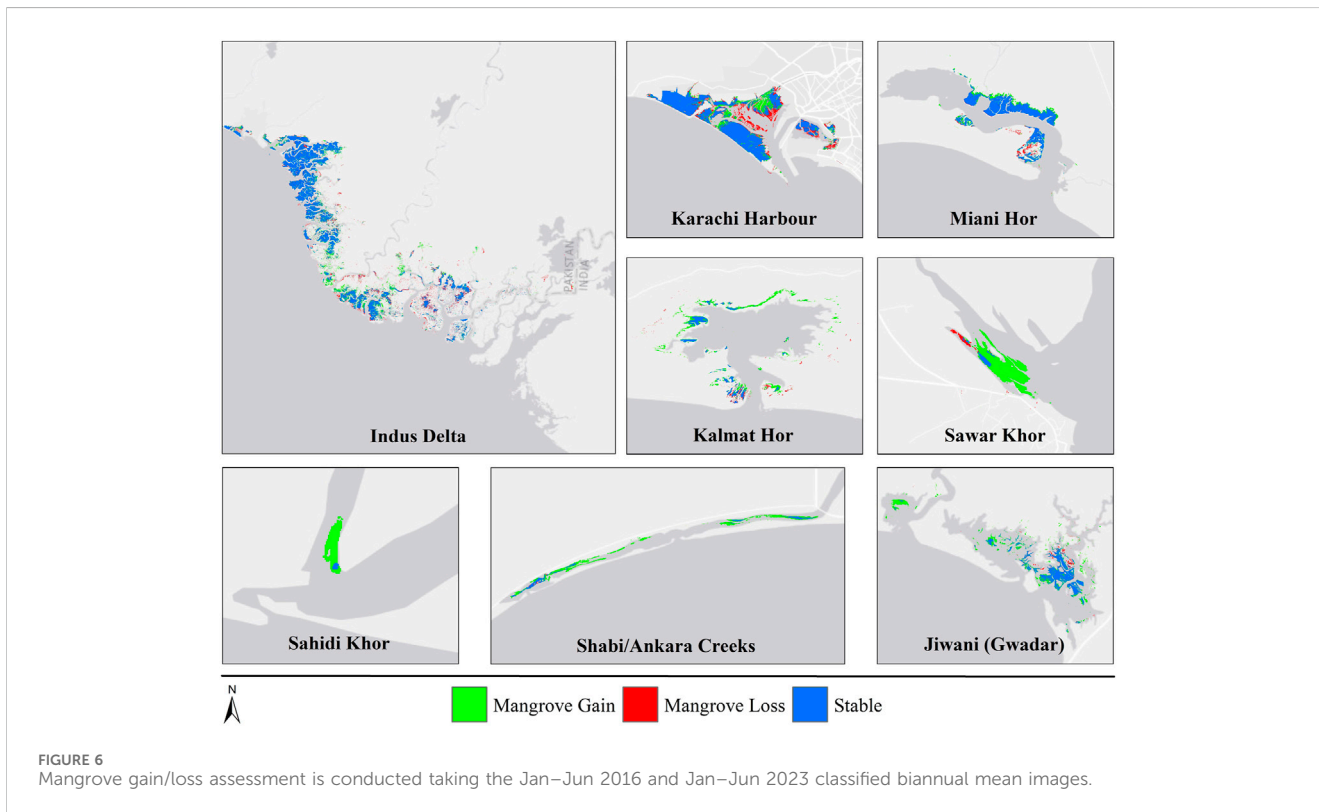 Karachi Harbour
Miani Hor
PAKISTAN
INDIA
Indus Delta
Kalmat Hor
Sawar Khor
Sahidi Khor
Shabi/Ankara Creeks
Jiwani (Gwadar)
N
Mangrove Gain
Mangrove Loss
Stable
FIGURE 6
Mangrove gain/loss assessment is conducted taking the Jan–Jun 2016 and Jan–Jun 2023 classified biannual mean images.